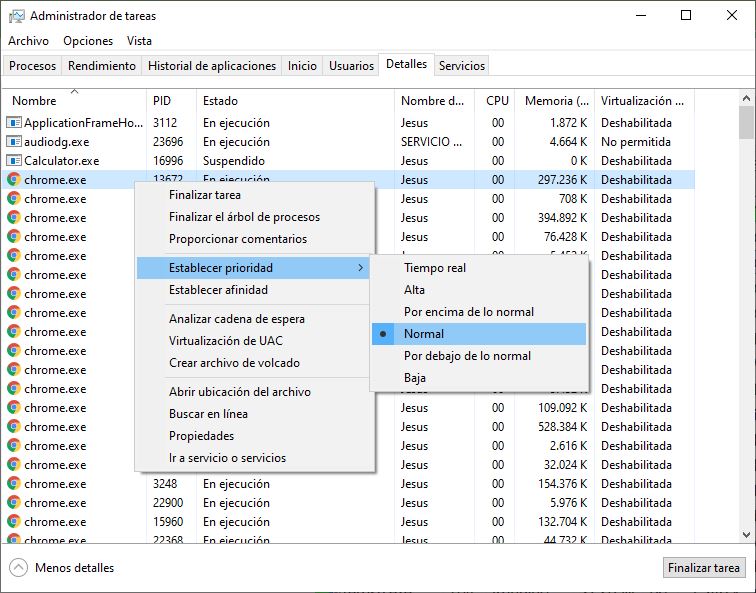 Administrador de tareas
Archivo Opciones Vista
Procesos Rendimiento Historial de aplicaciones Inicio Usuarios Detalles Servicios
Nombre PID Estado Nombre d... CPU Memoria (... Virtualización ...
ApplicationFrameHo... 3112 En ejecución Jesus 00 1.872 K Deshabilitada
audiodg.exe 23696 En ejecución SERVICIO ... 00 4.664 K No permitida
Calculator.exe 16996 Suspendido Jesus 00 0 K Deshabilitada
chrome.exe 13672 En ejecución Jesus 00 297.236 K Deshabilitada
chrome.exe Finalizar tarea Jesus 00 708 K Deshabilitada
chrome.exe Finalizar el árbol de procesos Jesus 00 394.892 K Deshabilitada
chrome.exe Proporcionar comentarios Jesus 00 76.428 K Deshabilitada
chrome.exe Deshabilitada
chrome.exe Establecer prioridad Tiempo real Deshabilitada
chrome.exe Establecer afinidad Alta Deshabilitada
chrome.exe Analizar cadena de espera Por encima de lo normal Deshabilitada
chrome.exe Virtualización de UAC Normal Deshabilitada
chrome.exe Crear archivo de volcado Por debajo de lo normal Deshabilitada
chrome.exe Baja Deshabilitada
chrome.exe Abrir ubicación del archivo Deshabilitada
chrome.exe Buscar en línea Jesus 00 109.092 K Deshabilitada
chrome.exe Propiedades Jesus 00 528.384 K Deshabilitada
chrome.exe Ir a servicio o servicios Jesus 00 2.616 K Deshabilitada
chrome.exe Jesus 00 32.024 K Deshabilitada
chrome.exe 3248 En ejecución Jesus 00 154.376 K Deshabilitada
chrome.exe 22900 En ejecución Jesus 00 5.976 K Deshabilitada
chrome.exe 15960 En ejecución Jesus 00 132.704 K Deshabilitada
chrome.exe 22368 En ejecución Jesus 00 44.732 K Deshabilitada
Menos detalles Finalizar tarea